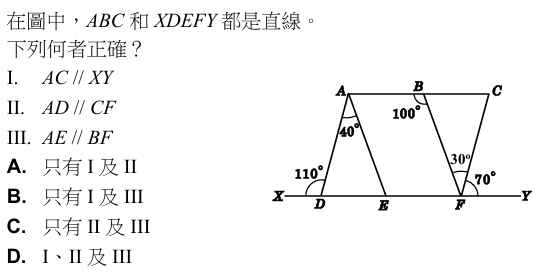 在圖中，ABC 和 XDEFY 都是直線。
下列何者正確？
I. AC // XY
II. AD // CF
III. AE // BF
A. 只有 I 及 II
B. 只有 I 及 III
C. 只有 II 及 III
D. I、II 及 III
A B C
100°
40°
30°
110° 70°
X D E F Y